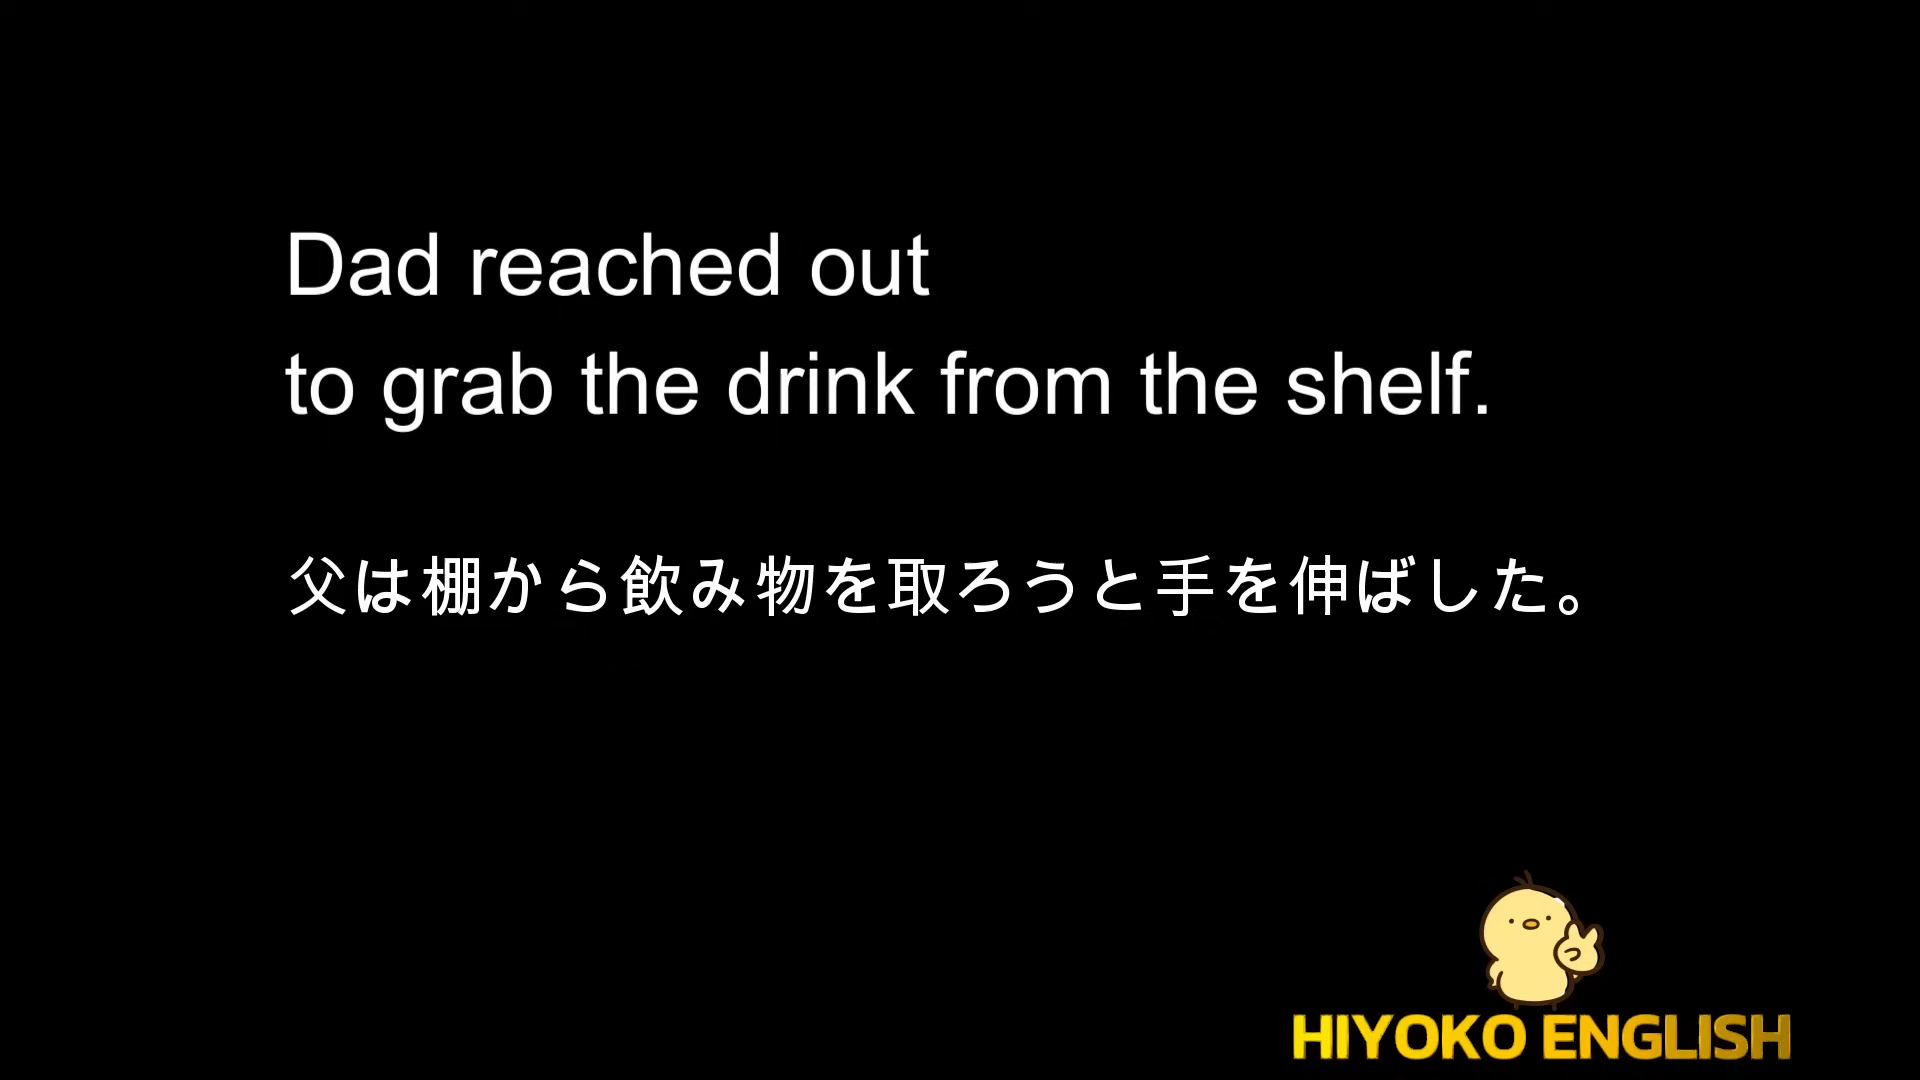 Dad reached out
to grab the drink from the shelf.
父は棚から飲み物を取ろうと手を伸ばした。
HIYOKO ENGLISH